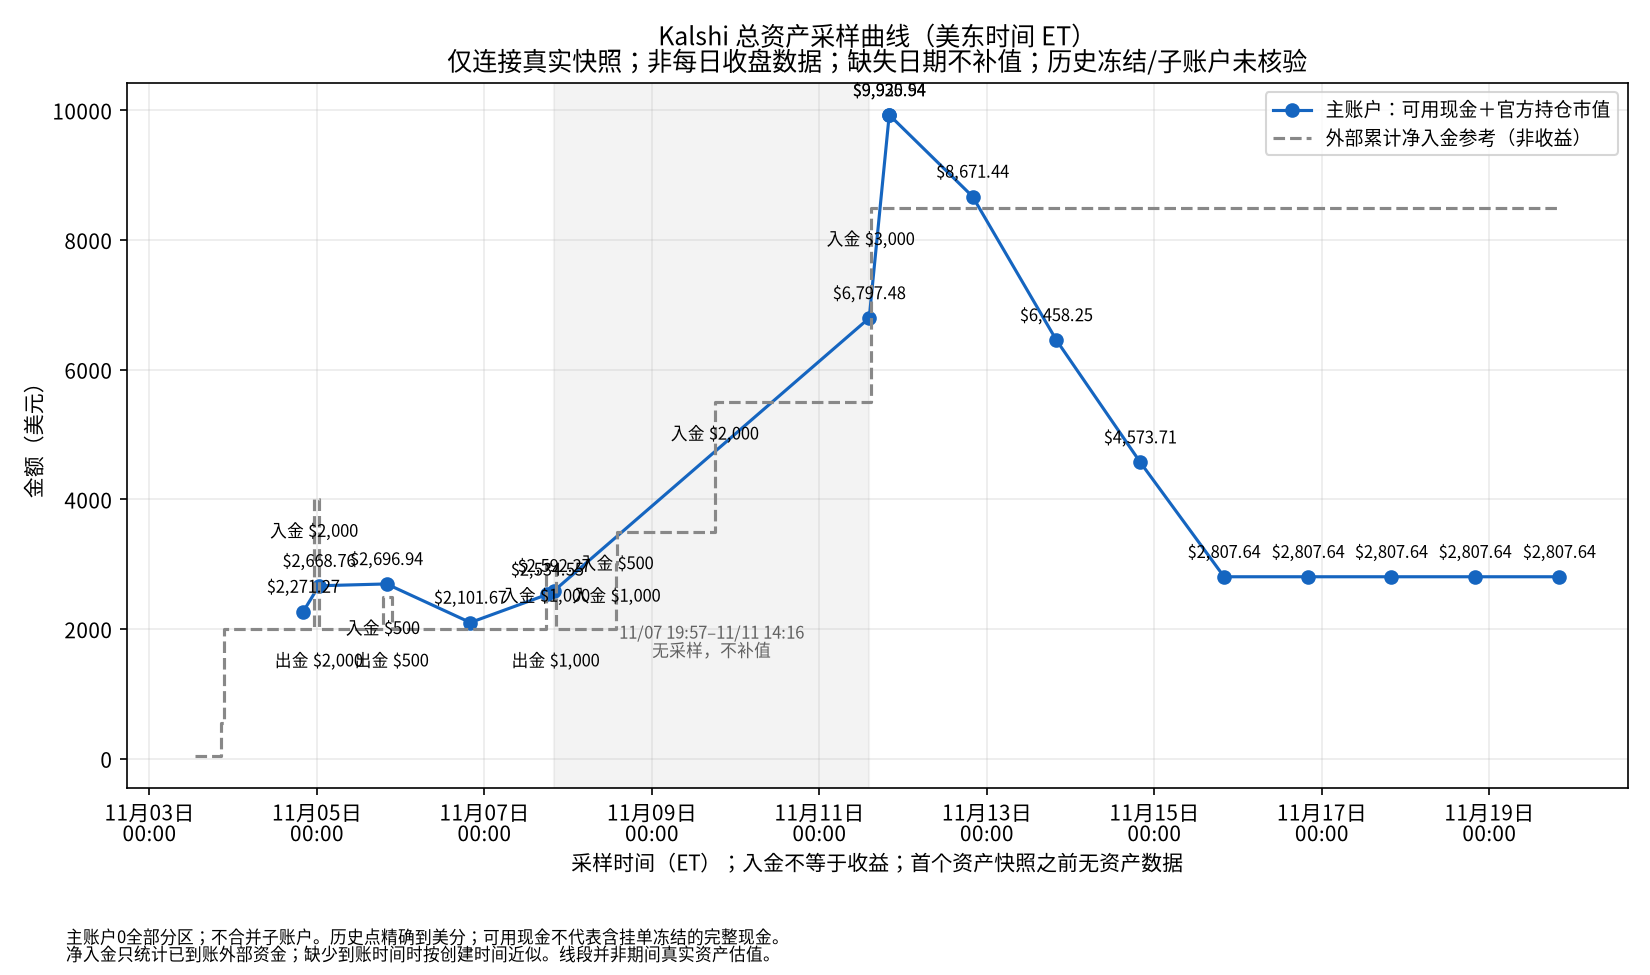 Kalshi 总资产采样曲线（美东时间 ET）
仅连接真实快照；非每日收盘数据；缺失日期不补值；历史冻结/子账户未核验
主账户：可用现金＋官方持仓市值
外部累计净入金参考（非收益）
金额（美元）
10000
8000
6000
4000
2000
0
$8,671.44
入金 $3,000
$6,797.48
$6,458.25
入金 $2,000
$4,573.71
入金 $2,000
$2,668.76
$2,696.94
入金 $500
$2,807.64
$2,807.64
$2,807.64
$2,807.64
$2,807.64
$2,271.27
$2,101.67
入金 $1,000
入金 $1,000
入金 $500
11/07 19:57–11/11 14:16
无采样，不补值
出金 $2,000
出金 $500
出金 $1,000
11月03日 11月05日 11月07日 11月09日 11月11日 11月13日 11月15日 11月17日 11月19日
00:00 00:00 00:00 00:00 00:00 00:00 00:00 00:00 00:00
采样时间（ET）；入金不等于收益；首个资产快照之前无资产数据
主账户0全部分区；不合并子账户。历史点精确到美分；可用现金不代表含挂单冻结的完整现金。
净入金只统计已到账外部资金；缺少到账时间时按创建时间近似。线段并非期间真实资产估值。